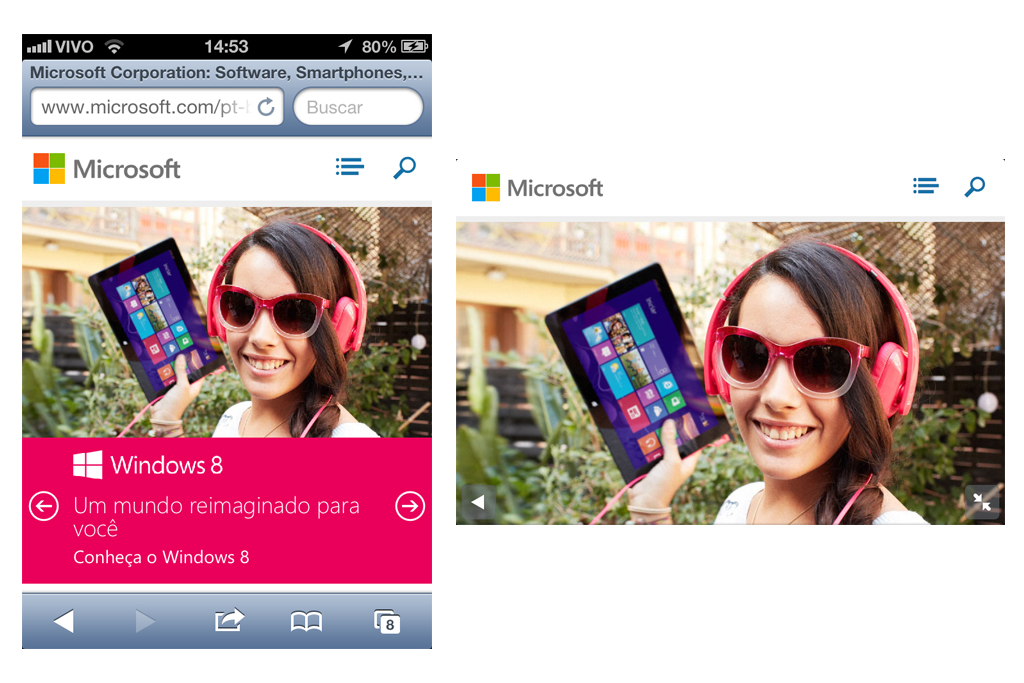 VIVO 14:53 80%
Microsoft Corporation: Software, Smartphones,...
www.microsoft.com/pt-b Buscar
Microsoft
Windows 8
Um mundo reimaginado para
você
Conheça o Windows 8
8
Microsoft
Iniciar